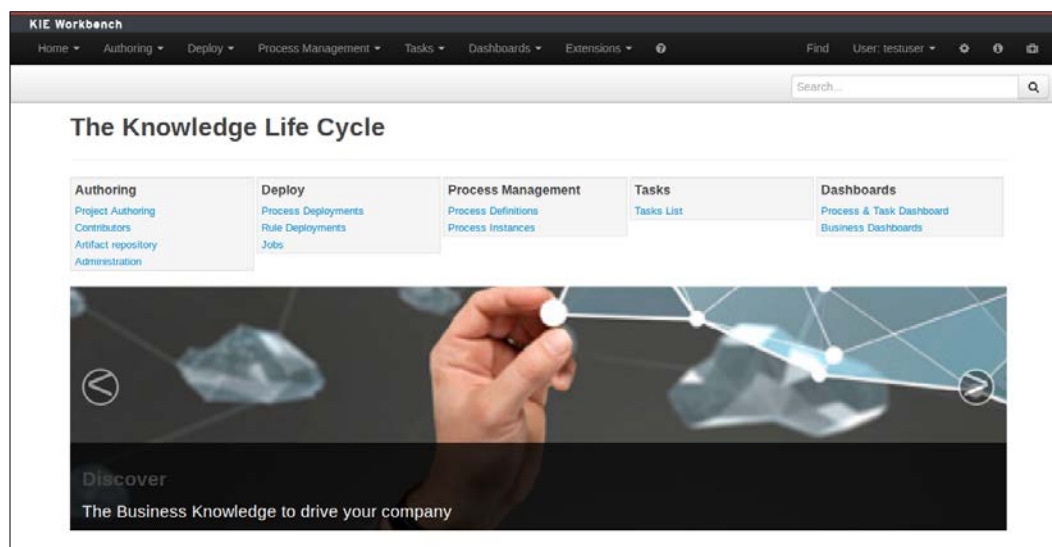 KIE Workbench
Home Authoring Deploy Process Management Tasks Dashboards Extensions Find User: testuser
Search...
The Knowledge Life Cycle
Authoring
Project Authoring
Contributors
Artifact repository
Administration
Deploy
Process Deployments
Rule Deployments
Jobs
Process Management
Process Definitions
Process Instances
Tasks
Tasks List
Dashboards
Process & Task Dashboard
Business Dashboards
Discover
The Business Knowledge to drive your company